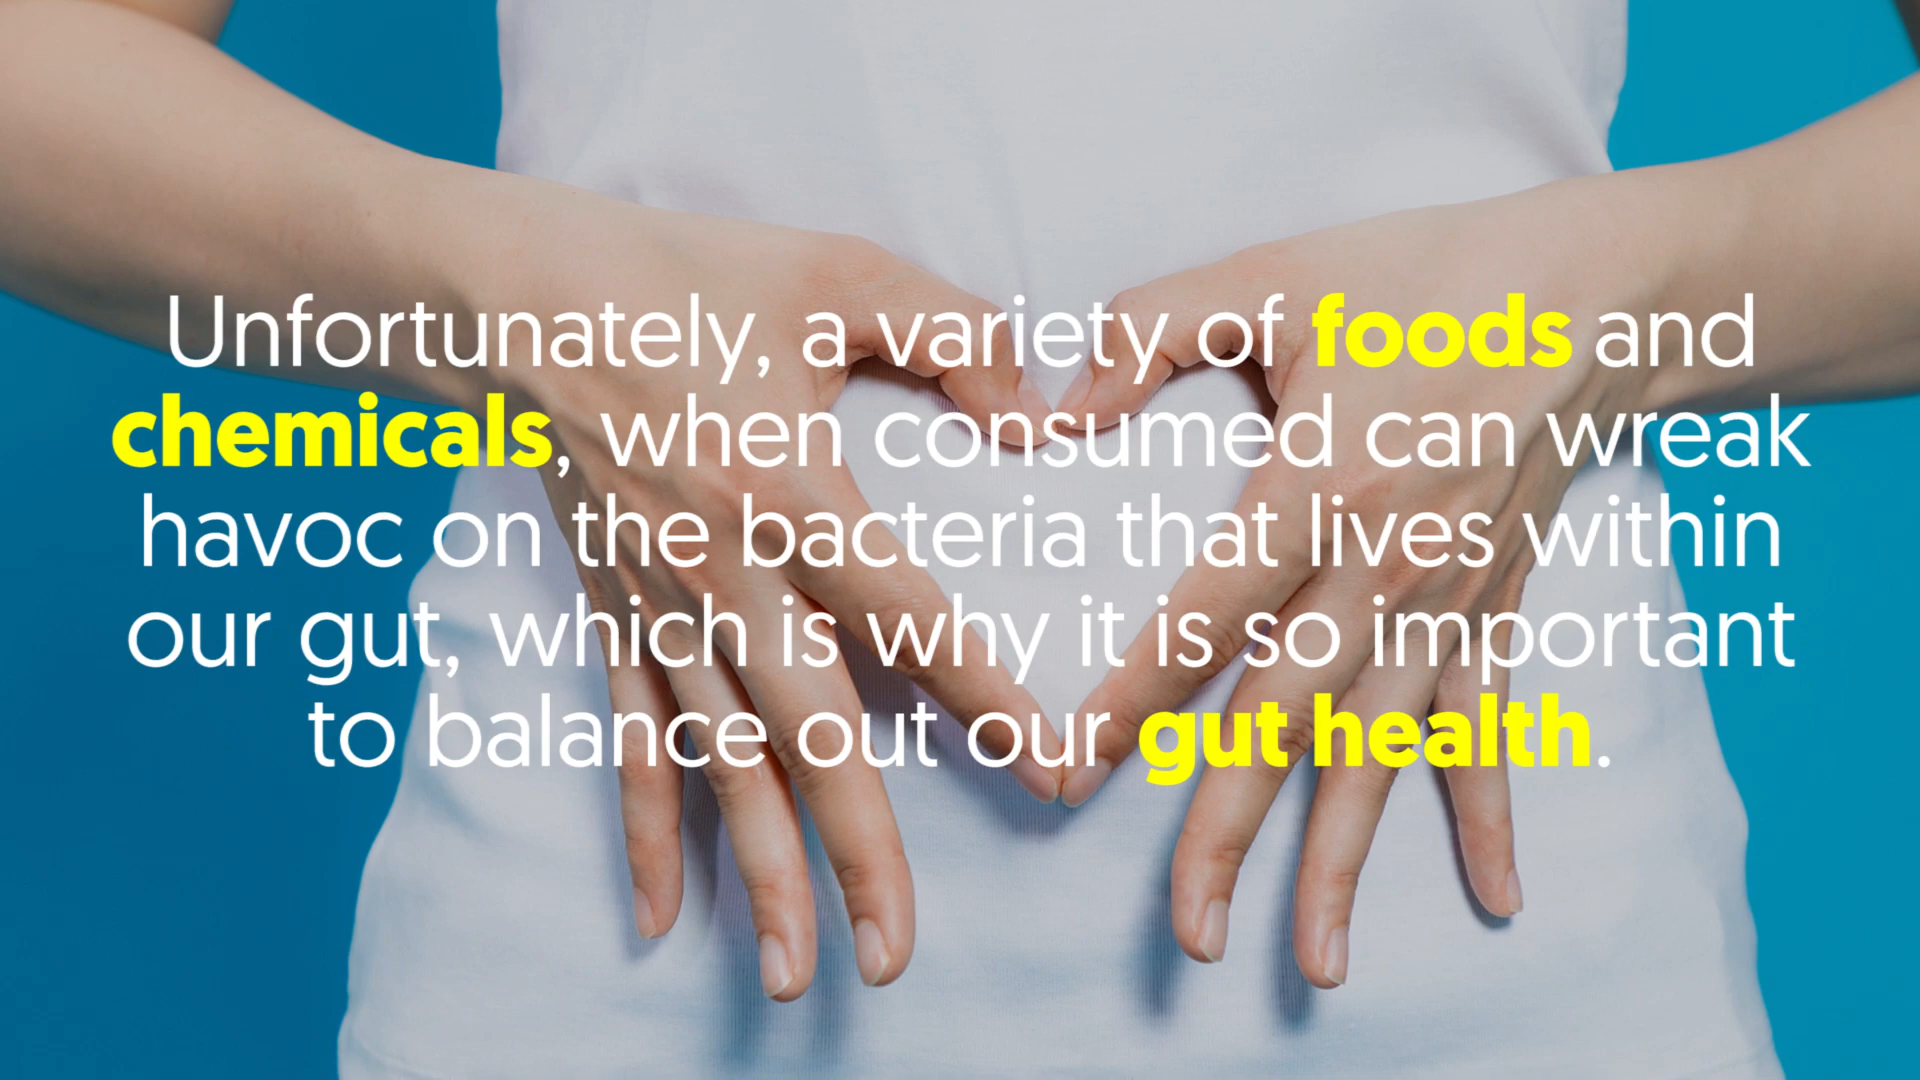 Unfortunately, a variety of foods and
chemicals, when consumed can wreak
havoc on the bacteria that lives within
our gut, which is why it is so important
to balance out our gut health.